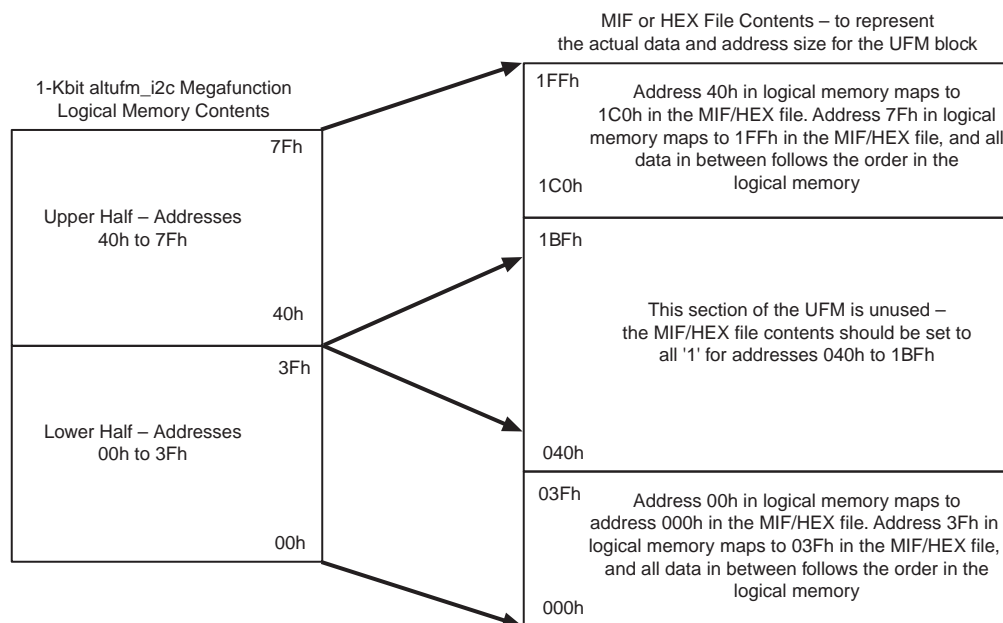 MIF or HEX File Contents – to represent
the actual data and address size for the UFM block
1-Kbit altufm_i2c Megafunction
Logical Memory Contents
7Fh
Upper Half – Addresses
40h to 7Fh
40h
3Fh
Lower Half – Addresses
00h to 3Fh
00h
1FFh
Address 40h in logical memory maps to
1C0h in the MIF/HEX file. Address 7Fh in logical
memory maps to 1FFh in the MIF/HEX file, and all
data in between follows the order in the
logical memory
1C0h
1BFh
This section of the UFM is unused –
the MIF/HEX file contents should be set to
all '1' for addresses 040h to 1BFh
040h
03Fh
Address 00h in logical memory maps to
address 000h in the MIF/HEX file. Address 3Fh in
logical memory maps to 03Fh in the MIF/HEX file,
and all data in between follows the order in the
logical memory
000h